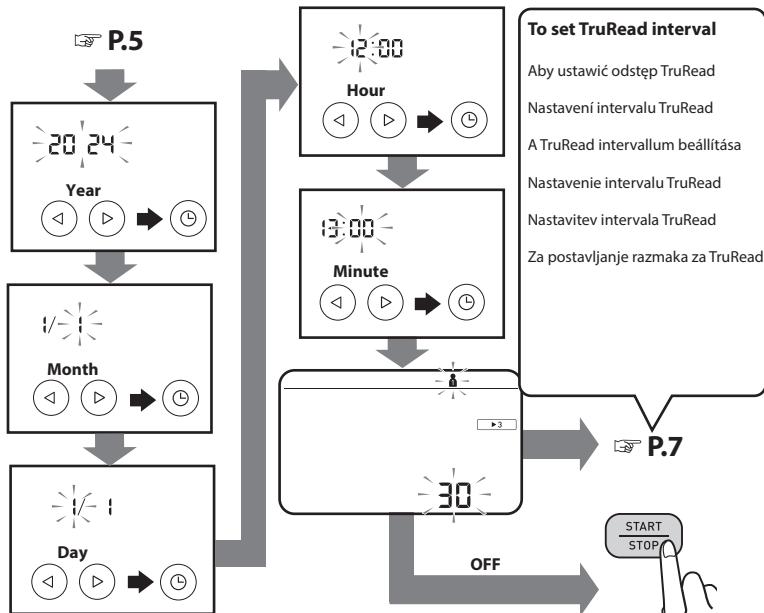 ☞ P.5
20 24
Year
1/ 1
Month
1/ 1
Day
12:00
Hour
13:00
Minute
▶3
30
OFF
To set TruRead interval
Aby ustawić odstęp TruRead
Nastavení intervalu TruRead
A TruRead intervallum beállítása
Nastavenie intervalu TruRead
Nastavitev intervala TruRead
Za postavljanje razmaka za TruRead
☞ P.7
START
STOP